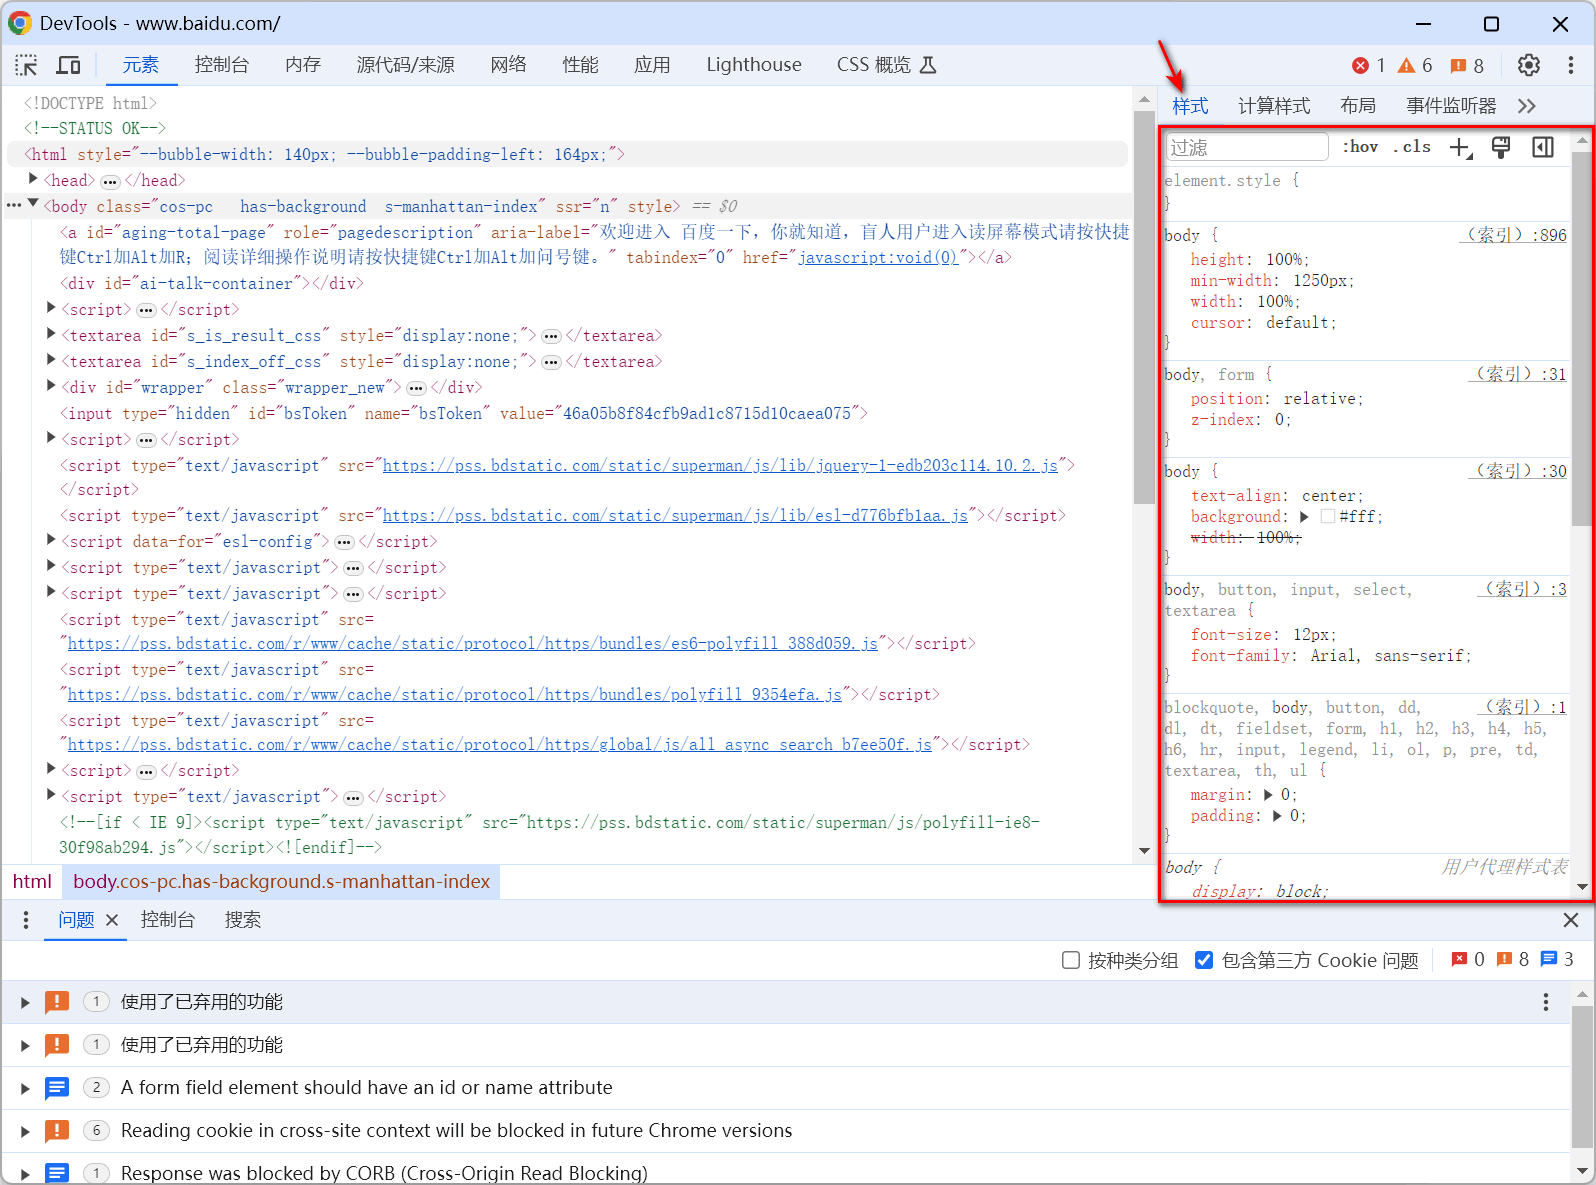 DevTools - www.baidu.com/
元素 控制台 内存 源代码/来源 网络 性能 应用 Lighthouse CSS 概览 1 6 8
<!DOCTYPE html>
<!--STATUS OK-->
<html style="--bubble-width: 140px; --bubble-padding-left: 164px;">
<head> … </head>
<body class="cos-pc   has-background  s-manhattan-index" ssr="n" style> == $0
<a id="aging-total-page" role="pagedescription" aria-label="欢迎进入 百度一下，你就知道，盲人用户进入读屏幕模式请按快捷
键Ctrl加Alt加R；阅读详细操作说明请按快捷键Ctrl加Alt加问号键。" tabindex="0" href="javascript:void(0)"></a>
<div id="ai-talk-container"></div>
<script> … </script>
<textarea id="s_is_result_css" style="display:none;"> … </textarea>
<textarea id="s_index_off_css" style="display:none;"> … </textarea>
<div id="wrapper" class="wrapper_new"> … </div>
<input type="hidden" id="bsToken" name="bsToken" value="46a05b8f84cfb9ad1c8715d10caea075">
<script> … </script>
<script type="text/javascript" src="https://pss.bdstatic.com/static/superman/js/lib/jquery-1-edb203c114.10.2.js">
</script>
<script type="text/javascript" src="https://pss.bdstatic.com/static/superman/js/lib/esl-d776bfb1aa.js"></script>
<script data-for="esl-config"> … </script>
<script type="text/javascript"> … </script>
<script type="text/javascript"> … </script>
<script type="text/javascript" src=
"https://pss.bdstatic.com/r/www/cache/static/protocol/https/bundles/es6-polyfill_388d059.js"></script>
<script type="text/javascript" src=
"https://pss.bdstatic.com/r/www/cache/static/protocol/https/bundles/polyfill_9354efa.js"></script>
<script type="text/javascript" src=
"https://pss.bdstatic.com/r/www/cache/static/protocol/https/global/js/all_async_search_b7ee50f.js"></script>
<script> … </script>
<script type="text/javascript"> … </script>
<!--[if < IE 9]><script type="text/javascript" src="https://pss.bdstatic.com/static/superman/js/polyfill-ie8-
30f98ab294.js"></script><![endif]-->
html body.cos-pc.has-background.s-manhattan-index
样式 计算样式 布局 事件监听器
过滤 :hov .cls
element.style {
}
body { （索引）:896
height: 100%;
min-width: 1250px;
width: 100%;
cursor: default;
}
body, form { （索引）:31
position: relative;
z-index: 0;
}
body { （索引）:30
text-align: center;
background: #fff;
width: 100%;
}
body, button, input, select, （索引）:3
textarea {
font-size: 12px;
font-family: Arial, sans-serif;
}
blockquote, body, button, dd, （索引）:1
dl, dt, fieldset, form, h1, h2, h3, h4, h5,
h6, hr, input, legend, li, ol, p, pre, td,
textarea, th, ul {
margin: 0;
padding: 0;
}
body { 用户代理样式表
display: block;
问题 控制台 搜索
按种类分组 包含第三方 Cookie 问题 0 8 3
1 使用了已弃用的功能
1 使用了已弃用的功能
2 A form field element should have an id or name attribute
6 Reading cookie in cross-site context will be blocked in future Chrome versions
1 Response was blocked by CORB (Cross-Origin Read Blocking)